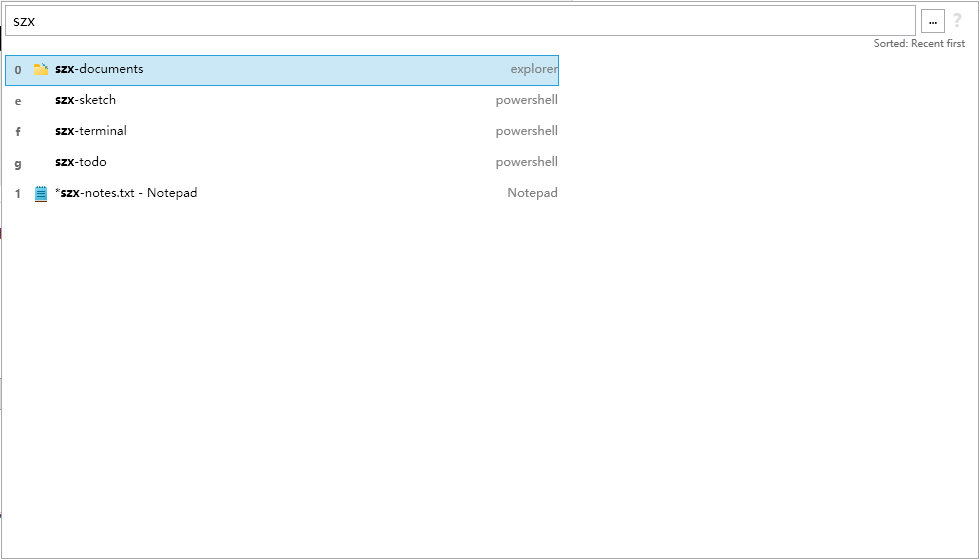 szx
... ?
Sorted: Recent first
0 szx-documents explorer
e szx-sketch powershell
f szx-terminal powershell
g szx-todo powershell
1 *szx-notes.txt - Notepad Notepad